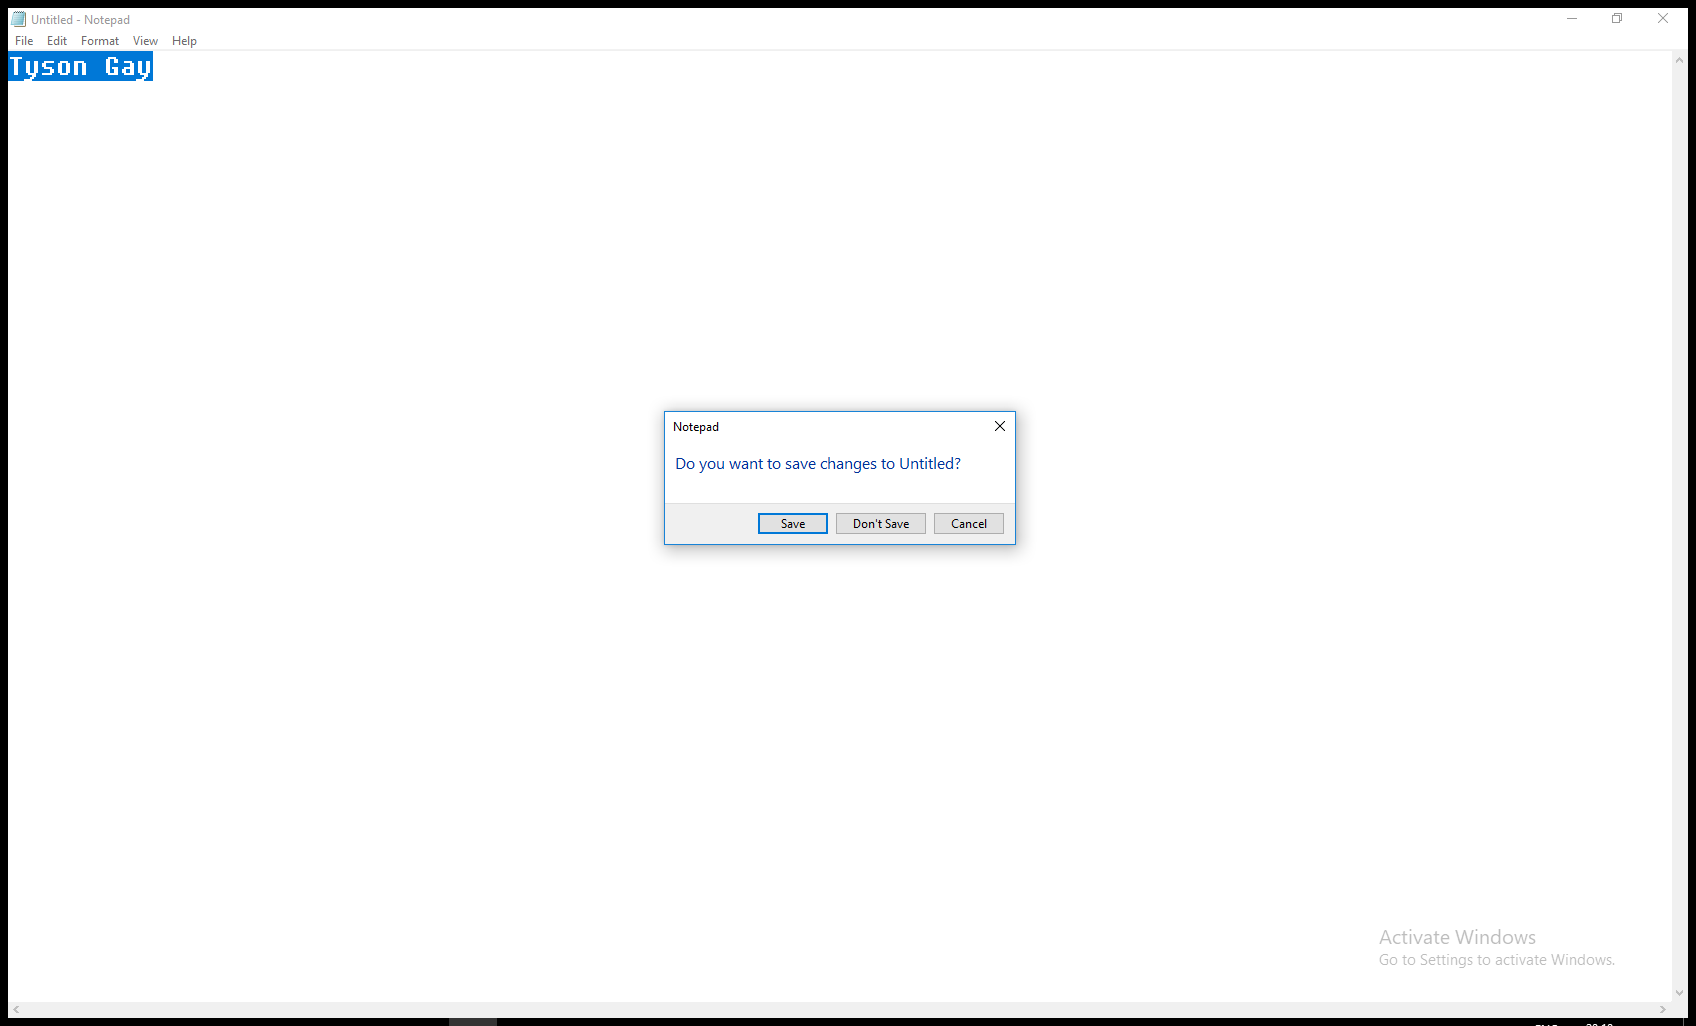 Untitled - Notepad
File Edit Format View Help
Tyson Gay
Notepad
Do you want to save changes to Untitled?
Save Don't Save Cancel
Activate Windows
Go to Settings to activate Windows.